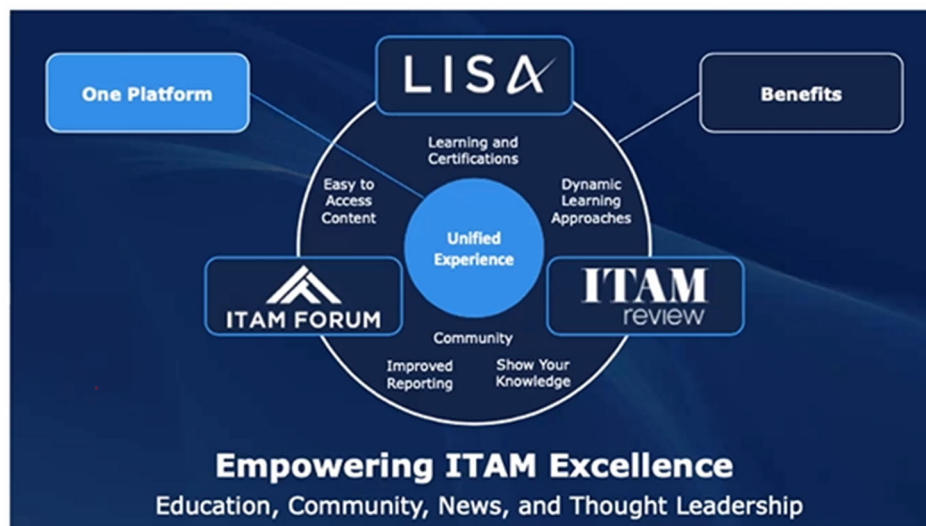 LISA
One Platform
Benefits
Learning and
Certifications
Easy to
Access
Content
Dynamic
Learning
Approaches
Unified
Experience
ITAM FORUM
ITAM
review
Community
Improved
Reporting
Show Your
Knowledge
Empowering ITAM Excellence
Education, Community, News, and Thought Leadership